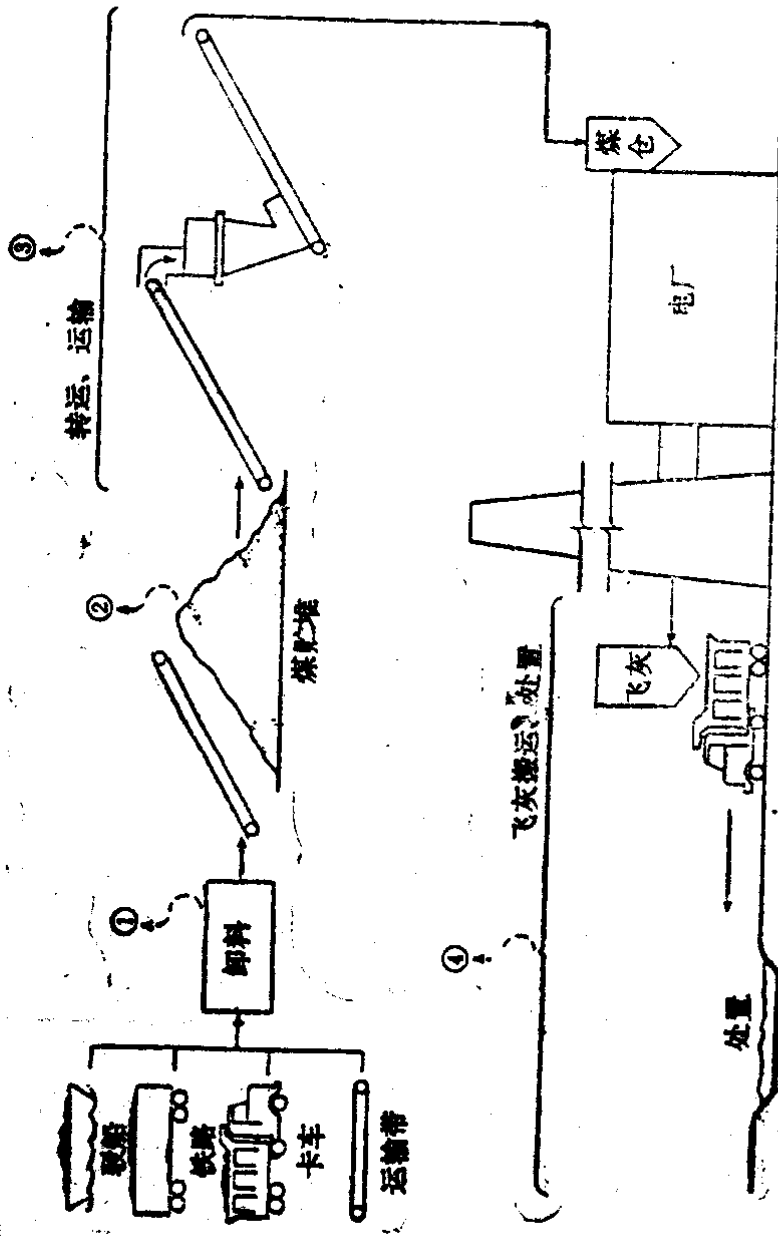 驳船
铁路
卡车
运输带
卸料
①
煤贮堆
②
转运、运输
③
煤仓
电厂
飞灰
飞灰搬运、处置
④
处置